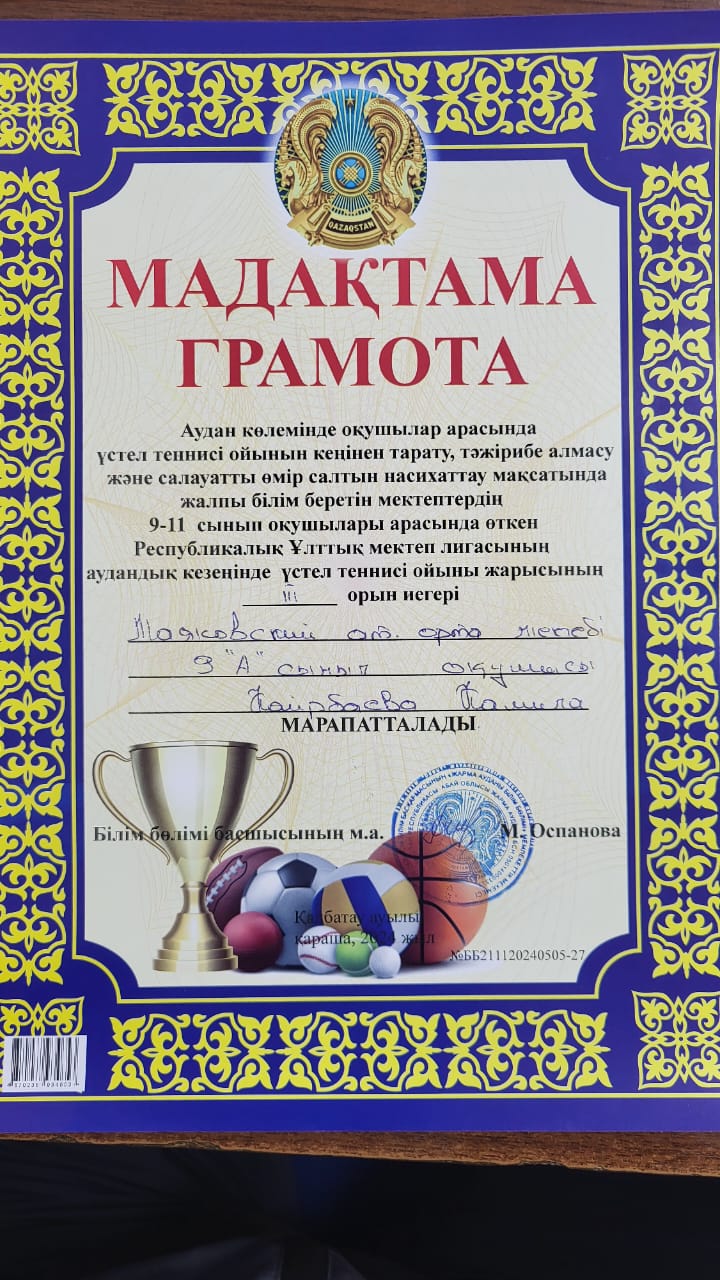 QAZAQSTAN
МАДАҚТАМА
ГРАМОТА
Аудан көлемінде оқушылар арасында
үстел теннисі ойынын кеңінен тарату, тәжірибе алмасу
және салауатты өмір салтын насихаттау мақсатында
жалпы білім беретін мектептердің
9-11 сынып оқушылары арасында өткен
Республикалық Ұлттық мектеп лигасының
аудандық кезеңінде үстел теннисі ойыны жарысының
III орын иегері
Маяковский ат. орта мектебі
9 "А" сынып оқушысы
Каирбаева Камила
МАРАПАТТАЛАДЫ
Білім бөлімі басшысының м.а. М. Оспанова
Қалбатау ауылы
қараша, 2024 жыл
№ББ211120240505-27